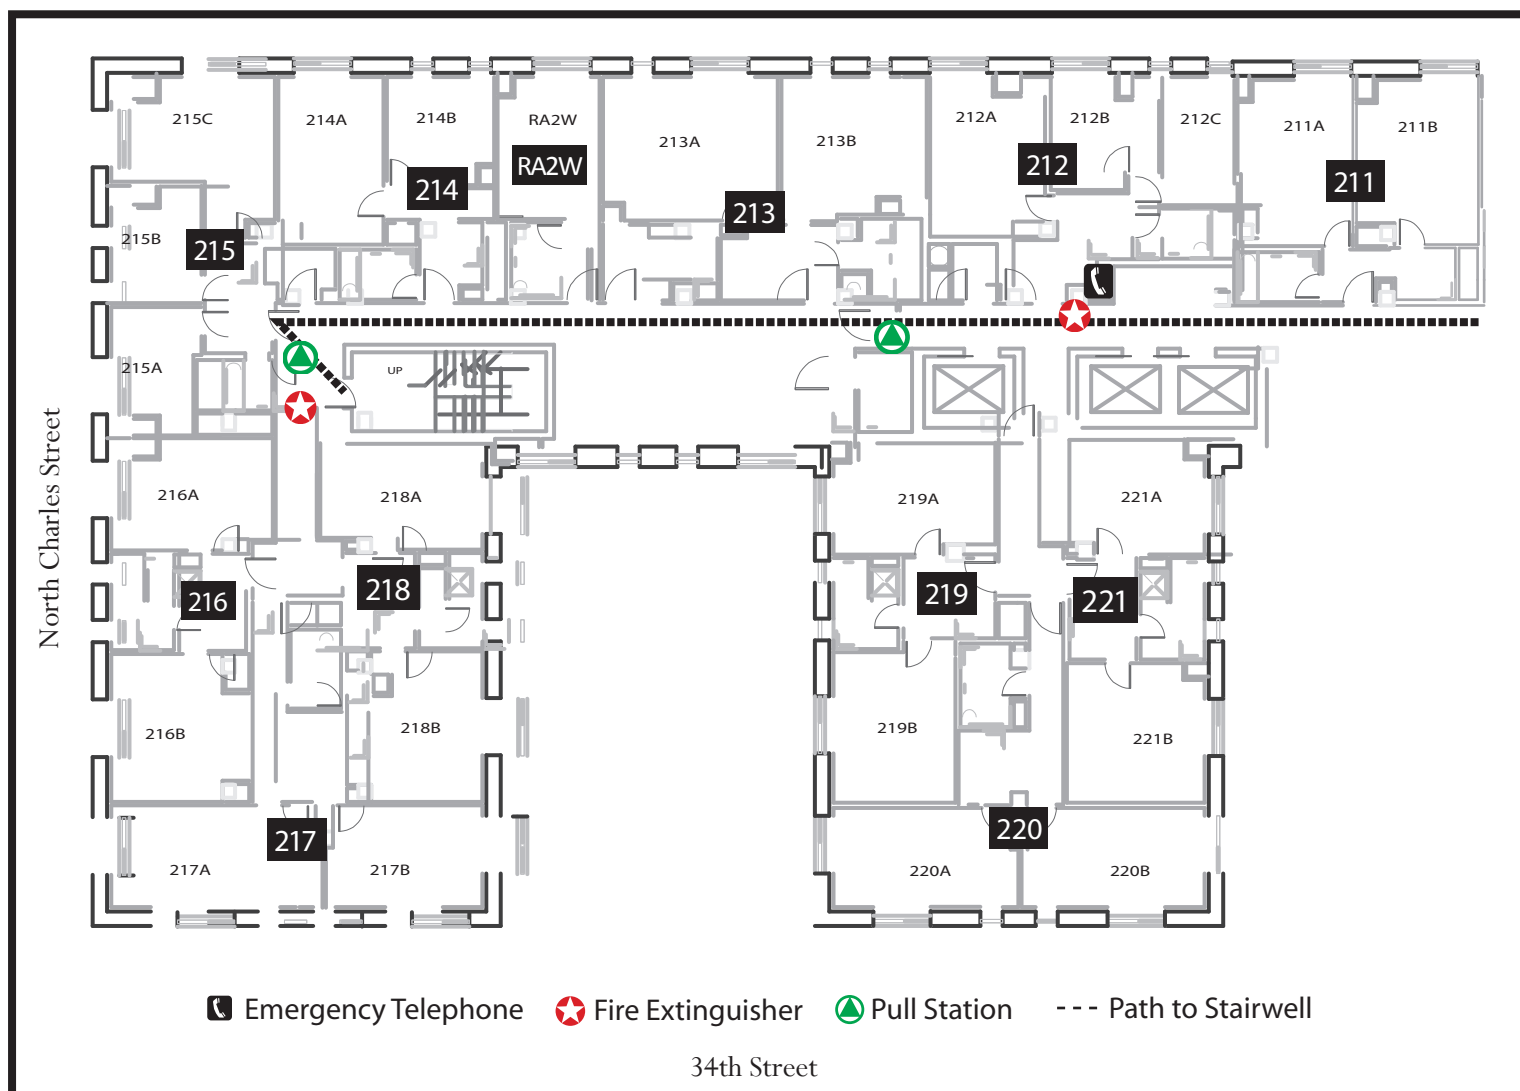 215C
214A
214B
RA2W
213A
213B
212A
212B
212C
211A
211B
214
RA2W
213
212
211
215B
215
215A
UP
North Charles Street
216A
218A
219A
221A
216
218
219
221
216B
218B
219B
221B
217
220
217A
217B
220A
220B
Emergency Telephone
Fire Extinguisher
Pull Station
Path to Stairwell
34th Street